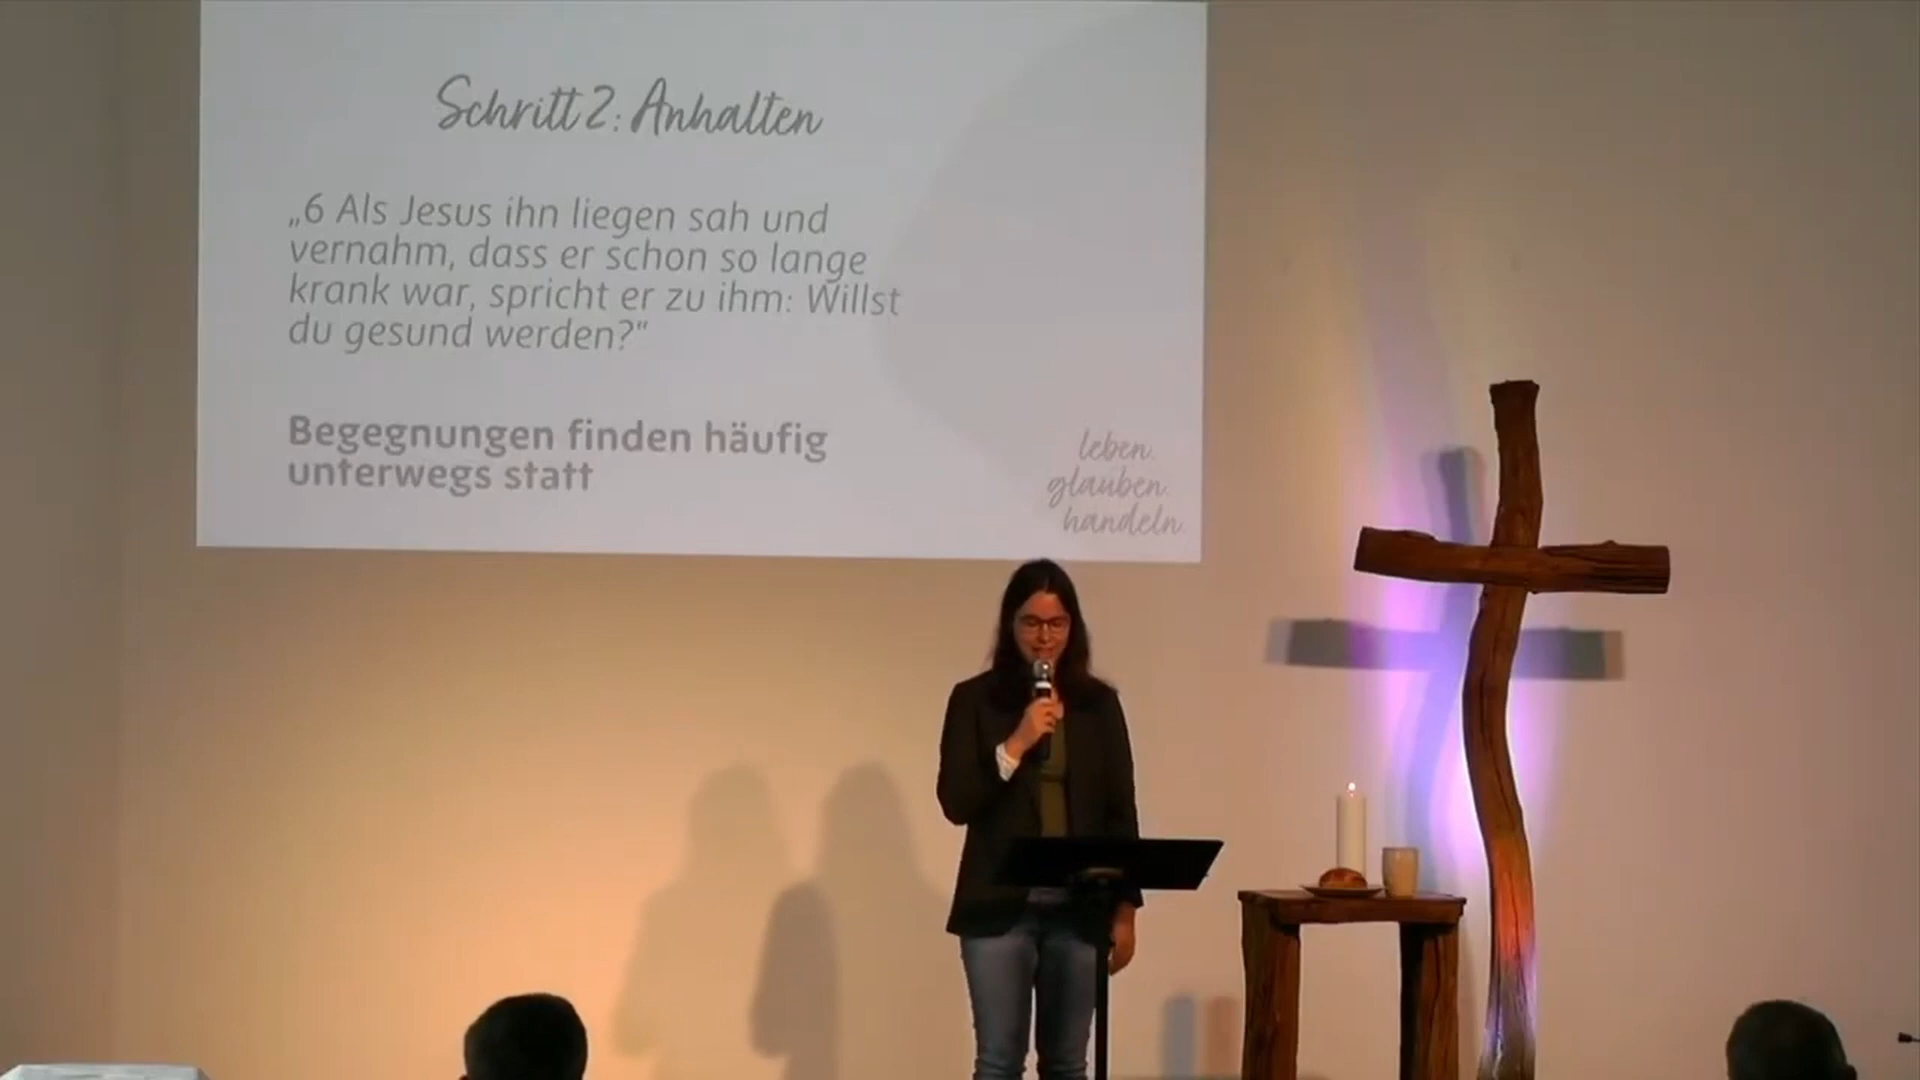 Schritt 2: Anhalten
„6 Als Jesus ihn liegen sah und
vernahm, dass er schon so lange
krank war, spricht er zu ihm: Willst
du gesund werden?“
Begegnungen finden häufig
unterwegs statt
leben.
glauben.
handeln.